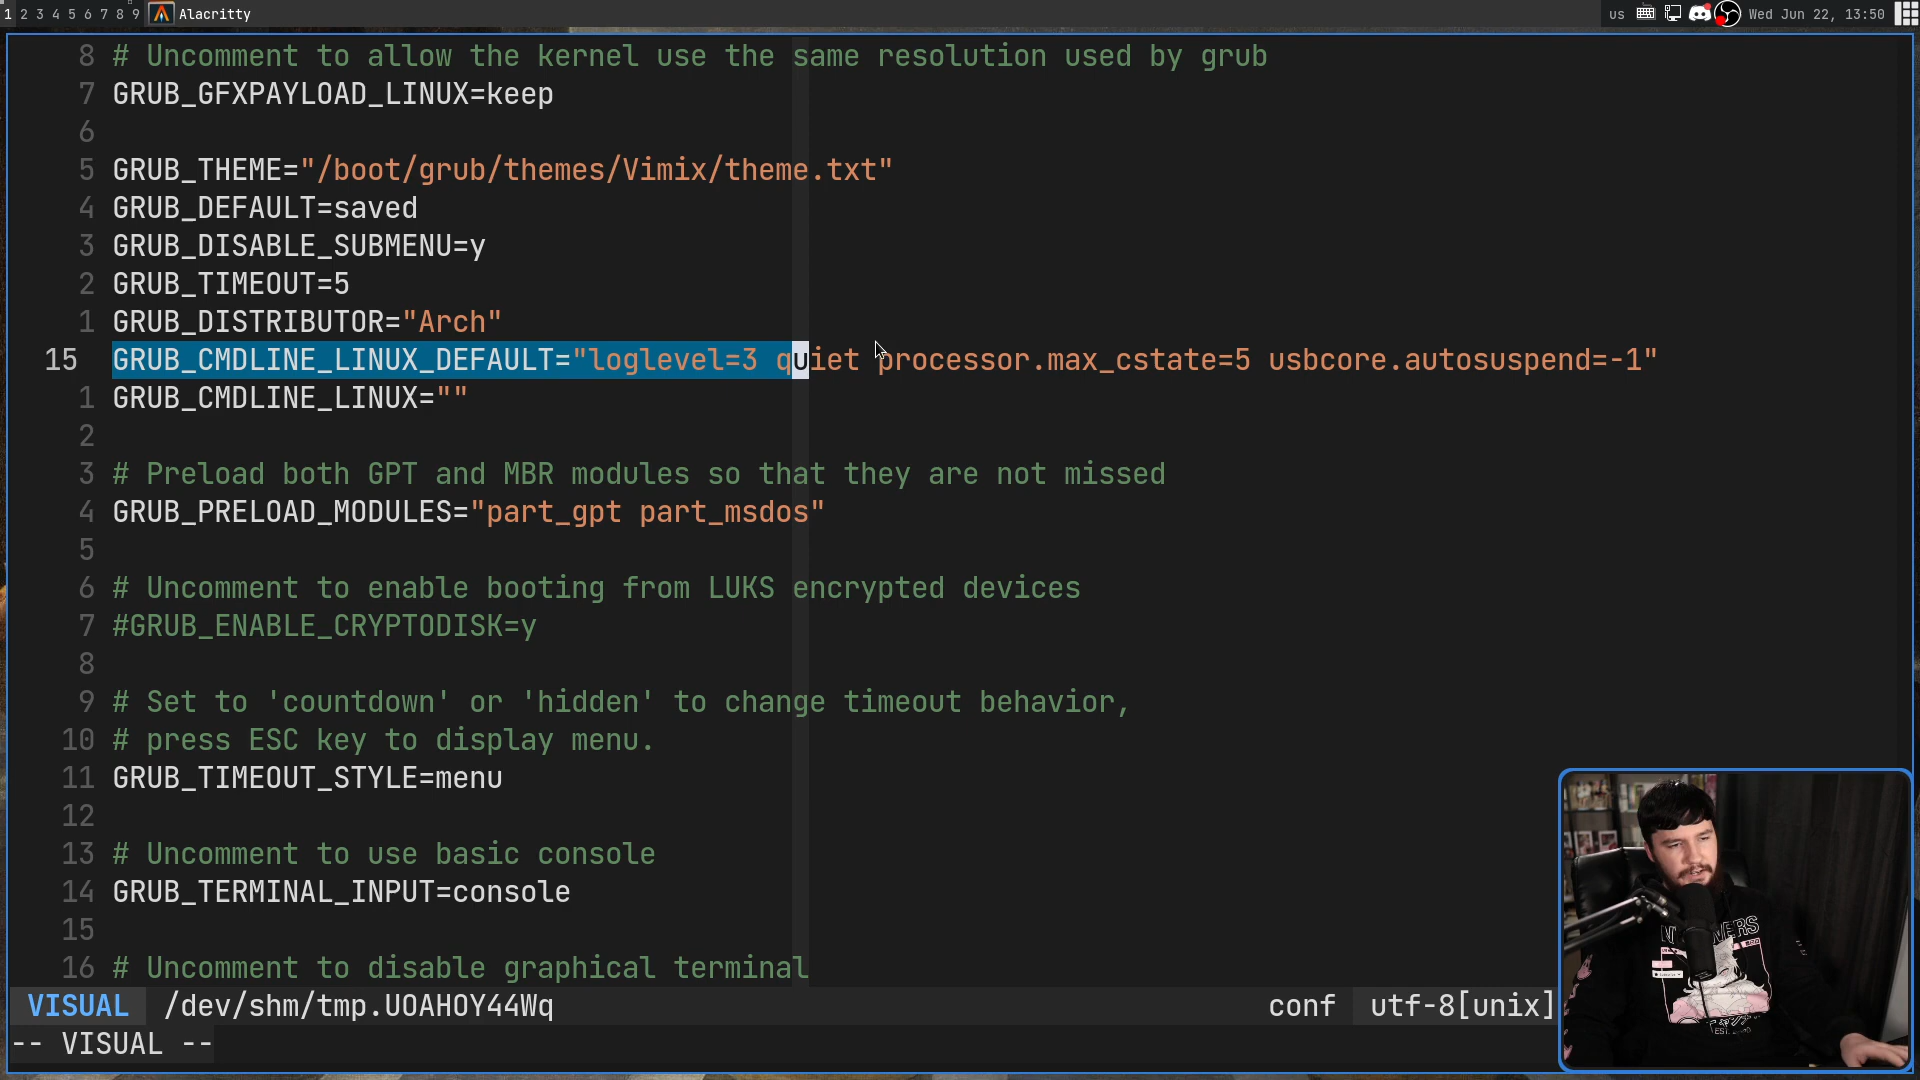 1 2 3 4 5 6 7 8 9 Alacritty us Wed Jun 22, 13:50
8 # Uncomment to allow the kernel use the same resolution used by grub
7 GRUB_GFXPAYLOAD_LINUX=keep
6
5 GRUB_THEME="/boot/grub/themes/Vimix/theme.txt"
4 GRUB_DEFAULT=saved
3 GRUB_DISABLE_SUBMENU=y
2 GRUB_TIMEOUT=5
1 GRUB_DISTRIBUTOR="Arch"
15 GRUB_CMDLINE_LINUX_DEFAULT="loglevel=3 quiet processor.max_cstate=5 usbcore.autosuspend=-1"
1 GRUB_CMDLINE_LINUX=""
2
3 # Preload both GPT and MBR modules so that they are not missed
4 GRUB_PRELOAD_MODULES="part_gpt part_msdos"
5
6 # Uncomment to enable booting from LUKS encrypted devices
7 #GRUB_ENABLE_CRYPTODISK=y
8
9 # Set to 'countdown' or 'hidden' to change timeout behavior,
10 # press ESC key to display menu.
11 GRUB_TIMEOUT_STYLE=menu
12
13 # Uncomment to use basic console
14 GRUB_TERMINAL_INPUT=console
15
16 # Uncomment to disable graphical terminal
VISUAL /dev/shm/tmp.UOAHOY44Wq conf utf-8[unix]
-- VISUAL --